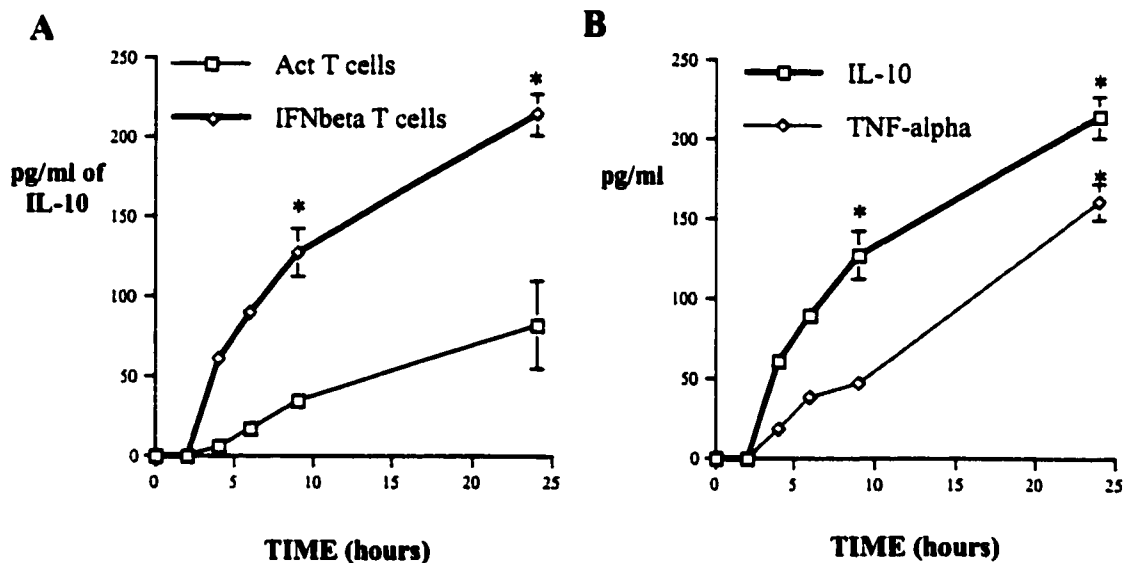 A
Act T cells
IFNbeta T cells
pg/ml of
IL-10
250
200
150
100
50
0
0 5 10 15 20 25
TIME (hours)
*
*
B
IL-10
TNF-alpha
pg/ml
250
200
150
100
50
0
0 5 10 15 20 25
TIME (hours)
*
*
*